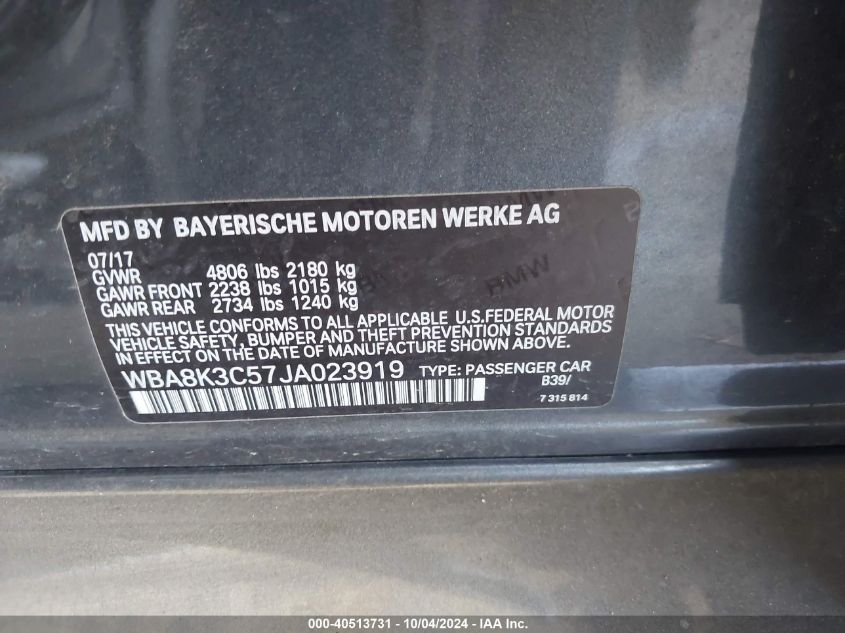 MFD BY BAYERISCHE MOTOREN WERKE AG
07/17
GVWR 4806 lbs 2180 kg
GAWR FRONT 2238 lbs 1015 kg
GAWR REAR 2734 lbs 1240 kg
THIS VEHICLE CONFORMS TO ALL APPLICABLE U.S.FEDERAL MOTOR
VEHICLE SAFETY, BUMPER AND THEFT PREVENTION STANDARDS
IN EFFECT ON THE DATE OF MANUFACTURE SHOWN ABOVE.
WBA8K3C57JA023919 TYPE: PASSENGER CAR
B39/
7 315 814
BMW
000-40513731 - 10/04/2024 - IAA Inc.